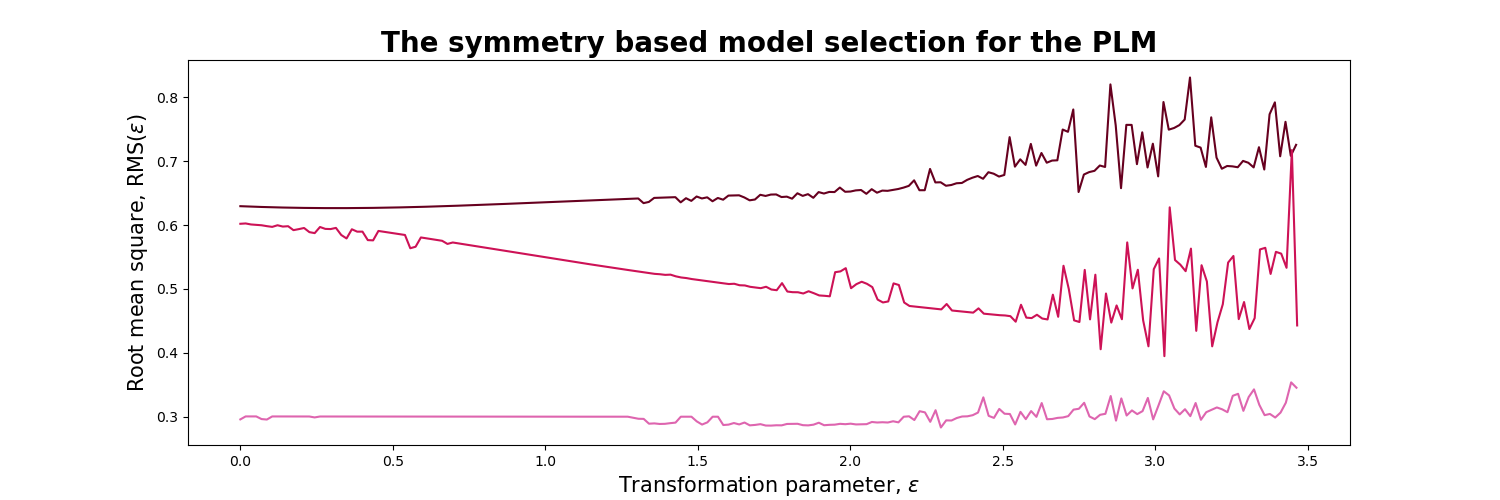 The symmetry based model selection for the PLM
Root mean square, RMS(ε)
0.8
0.7
0.6
0.5
0.4
0.3
0.0 0.5 1.0 1.5 2.0 2.5 3.0 3.5
Transformation parameter, ε